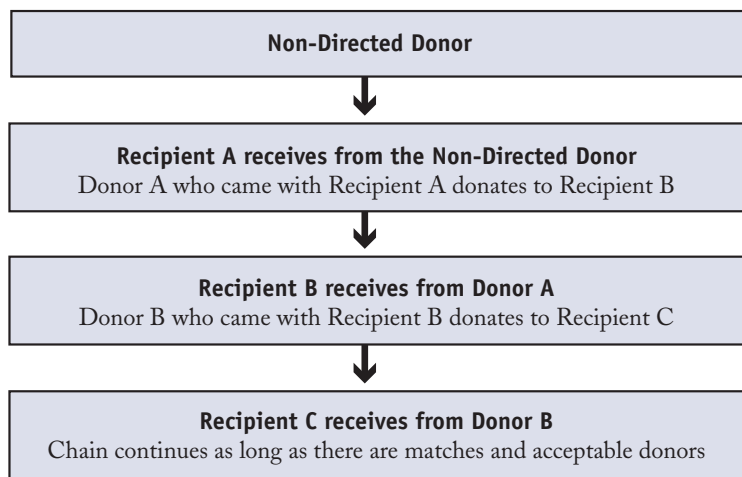 Non-Directed Donor
Recipient A receives from the Non-Directed Donor
Donor A who came with Recipient A donates to Recipient B
Recipient B receives from Donor A
Donor B who came with Recipient B donates to Recipient C
Recipient C receives from Donor B
Chain continues as long as there are matches and acceptable donors